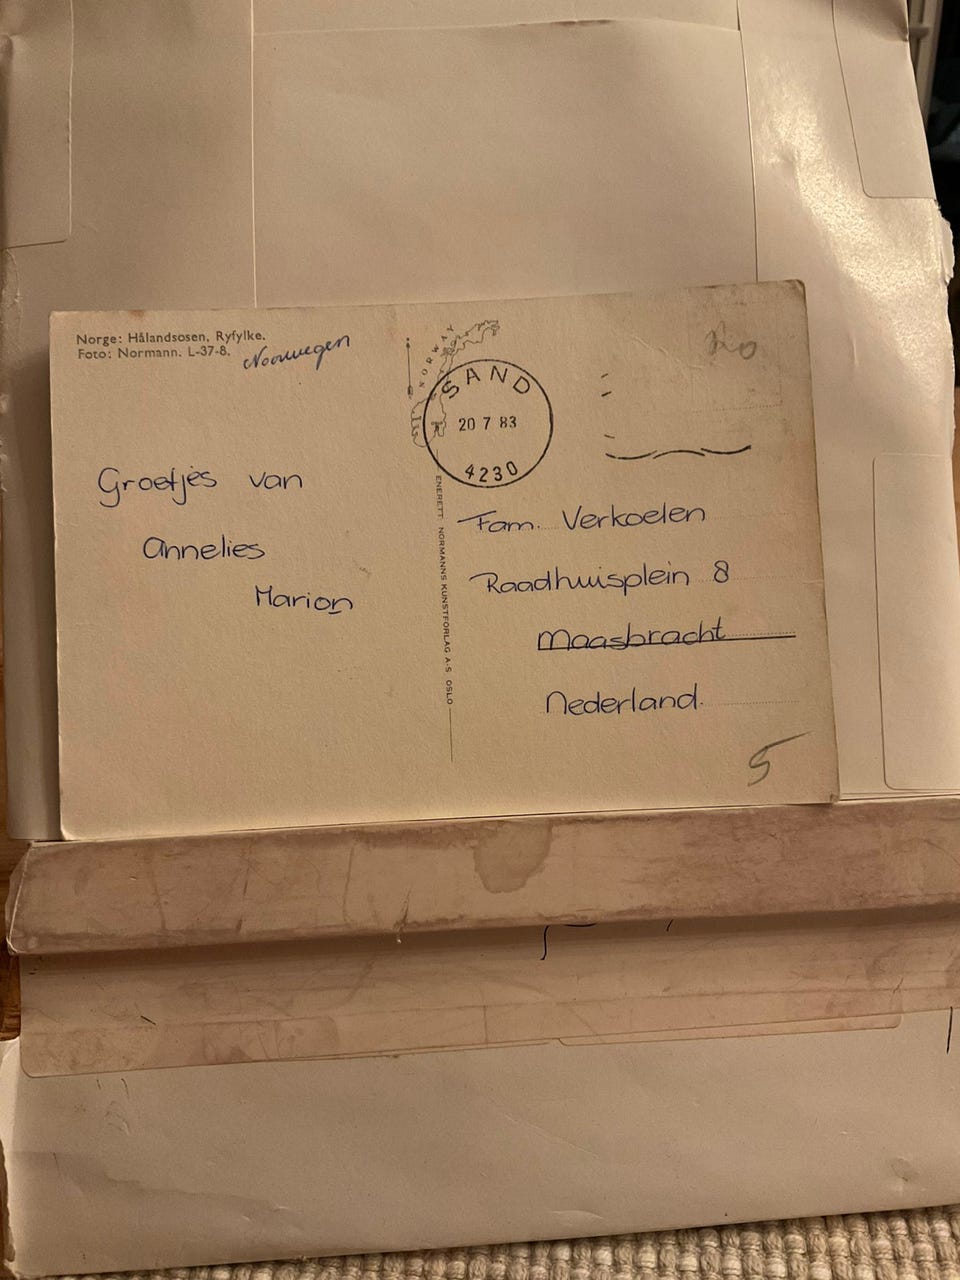 Norge: Hålandsosen, Ryfylke.
Foto: Normann. L-37-8.
Noorwegen
NORWAY
SAND
20 7 83
4230
Groetjes van
Annelies
Marion
ENERETT: NORMANNS KUNSTFORLAG A-S OSLO
Fam. Verkoelen
Raadhuisplein 8
Maasbracht
Nederland.
5